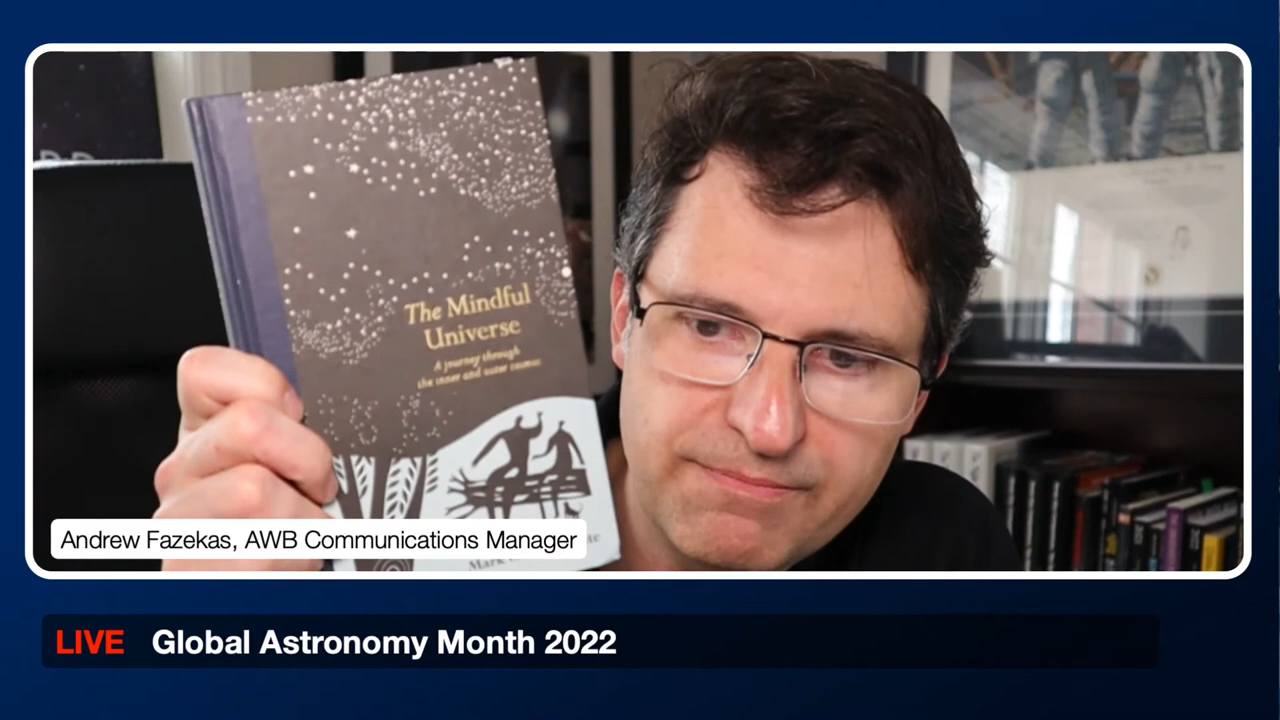 The Mindful
Universe
A journey through
the inner and outer cosmos
Andrew Fazekas, AWB Communications Manager
Mark
LIVE Global Astronomy Month 2022